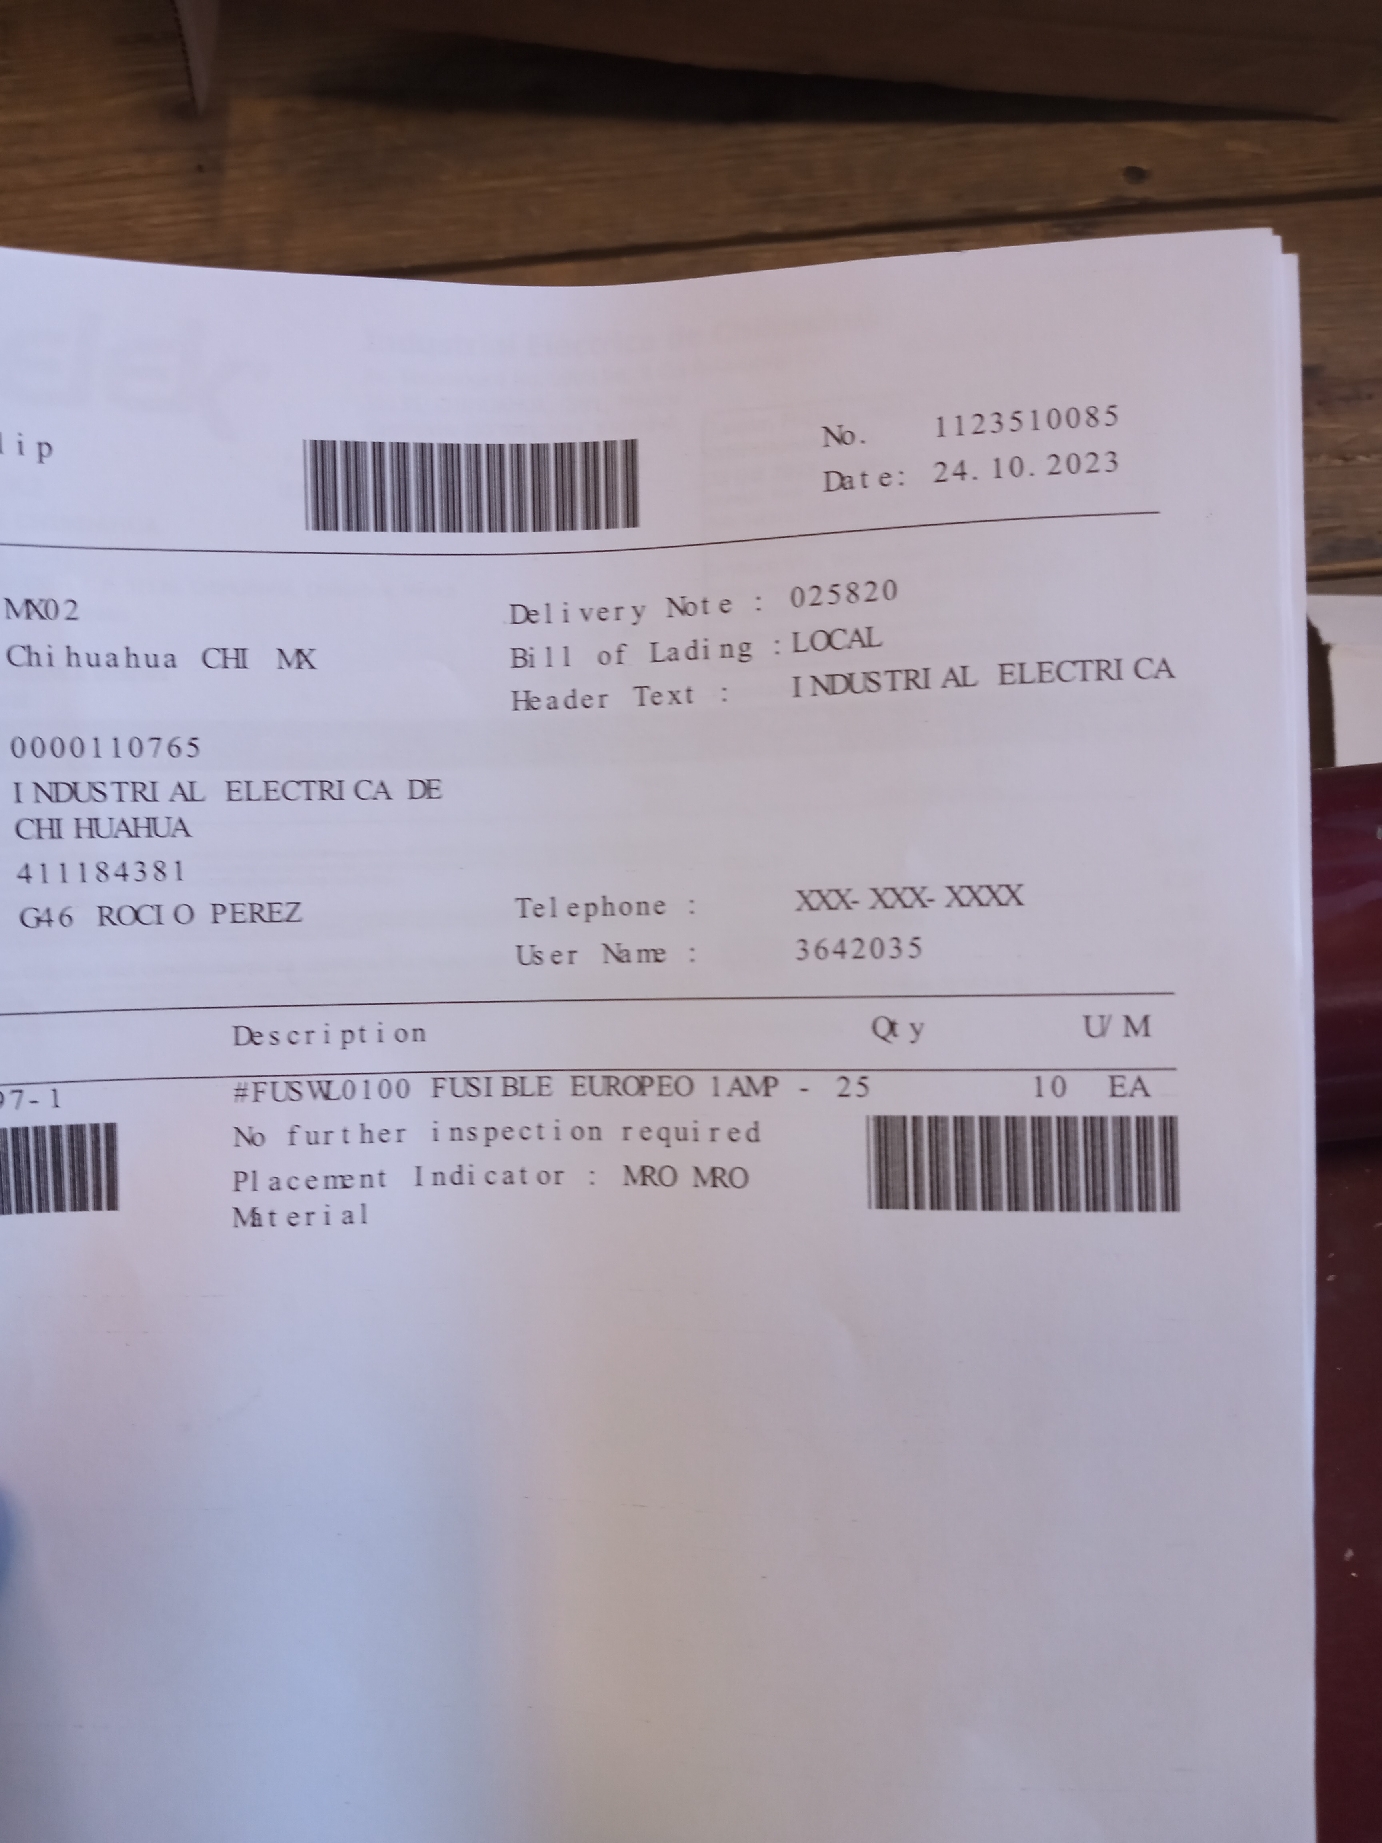 lip
No. 1123510085
Date: 24.10.2023
MX02
Chihuahua CHI MX
Delivery Note : 025820
Bill of Lading : LOCAL
Header Text : INDUSTRIAL ELECTRICA
0000110765
INDUSTRIAL ELECTRICA DE
CHIHUAHUA
411184381
G46 ROCIO PEREZ
Telephone : XXX-XXX-XXXX
User Name : 3642035
Description Qty U/M
97-1 #FUSWL0100 FUSIBLE EUROPEO 1AMP - 25 10 EA
No further inspection required
Placement Indicator : MRO MRO
Material